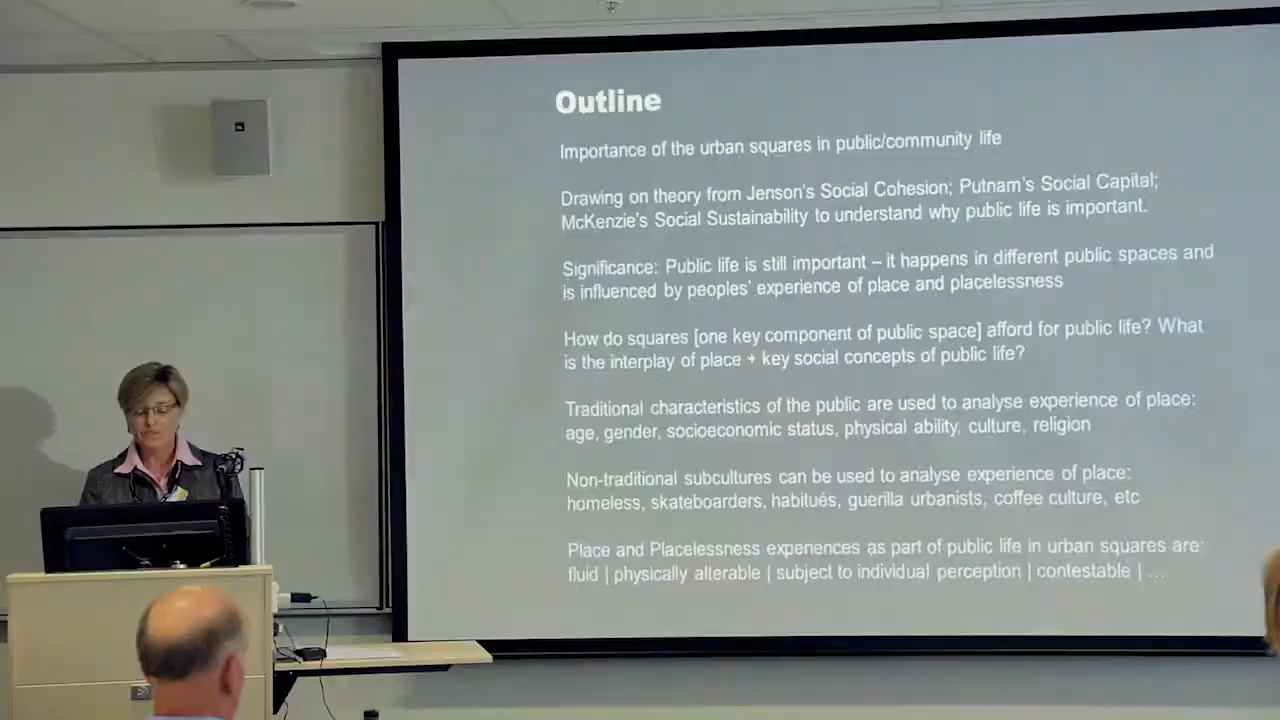 Outline
Importance of the urban squares in public/community life
Drawing on theory from Jenson's Social Cohesion; Putnam's Social Capital;
McKenzie's Social Sustainability to understand why public life is important.
Significance: Public life is still important – it happens in different public spaces and
is influenced by peoples' experience of place and placelessness
How do squares [one key component of public space] afford for public life? What
is the interplay of place + key social concepts of public life?
Traditional characteristics of the public are used to analyse experience of place:
age, gender, socioeconomic status, physical ability, culture, religion
Non-traditional subcultures can be used to analyse experience of place:
homeless, skateboarders, habitués, guerilla urbanists, coffee culture, etc
Place and Placelessness experiences as part of public life in urban squares are:
fluid | physically alterable | subject to individual perception | contestable | …